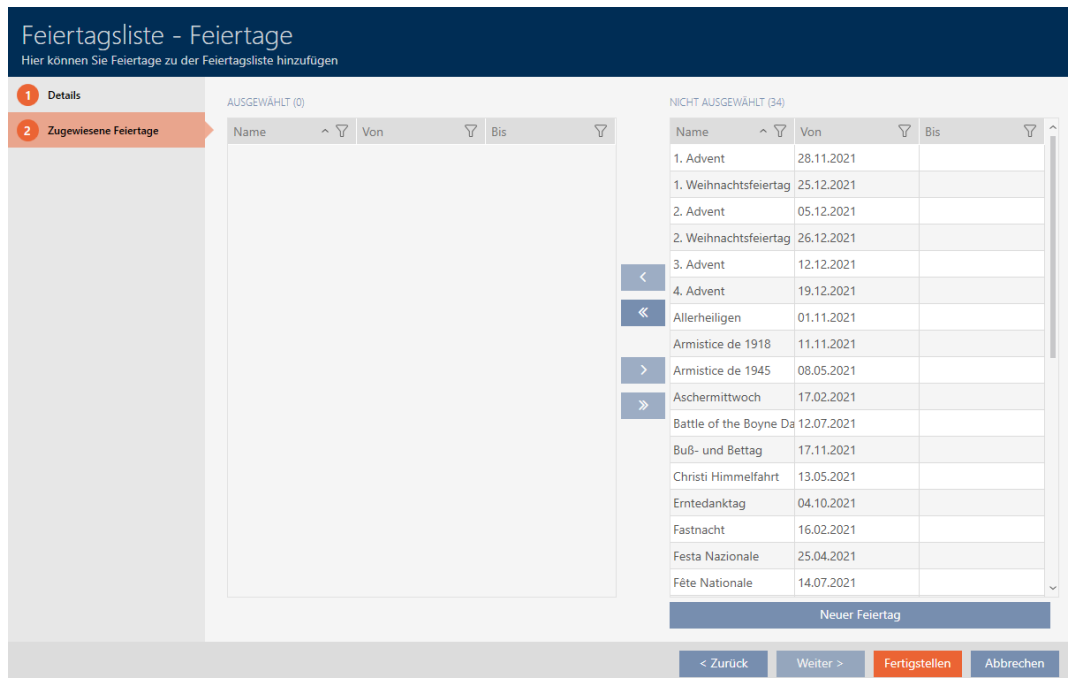 Feiertagsliste - Feiertage
Hier können Sie Feiertage zu der Feiertagsliste hinzufügen
1 Details
2 Zugewiesene Feiertage
AUSGEWÄHLT (0)
Name Von Bis
NICHT AUSGEWÄHLT (34)
Name Von Bis
1. Advent 28.11.2021
1. Weihnachtsfeiertag 25.12.2021
2. Advent 05.12.2021
2. Weihnachtsfeiertag 26.12.2021
3. Advent 12.12.2021
4. Advent 19.12.2021
Allerheiligen 01.11.2021
Armistice de 1918 11.11.2021
Armistice de 1945 08.05.2021
Aschermittwoch 17.02.2021
Battle of the Boyne Da 12.07.2021
Buß- und Bettag 17.11.2021
Christi Himmelfahrt 13.05.2021
Erntedanktag 04.10.2021
Fastnacht 16.02.2021
Festa Nazionale 25.04.2021
Fête Nationale 14.07.2021
Neuer Feiertag
< Zurück Weiter > Fertigstellen Abbrechen